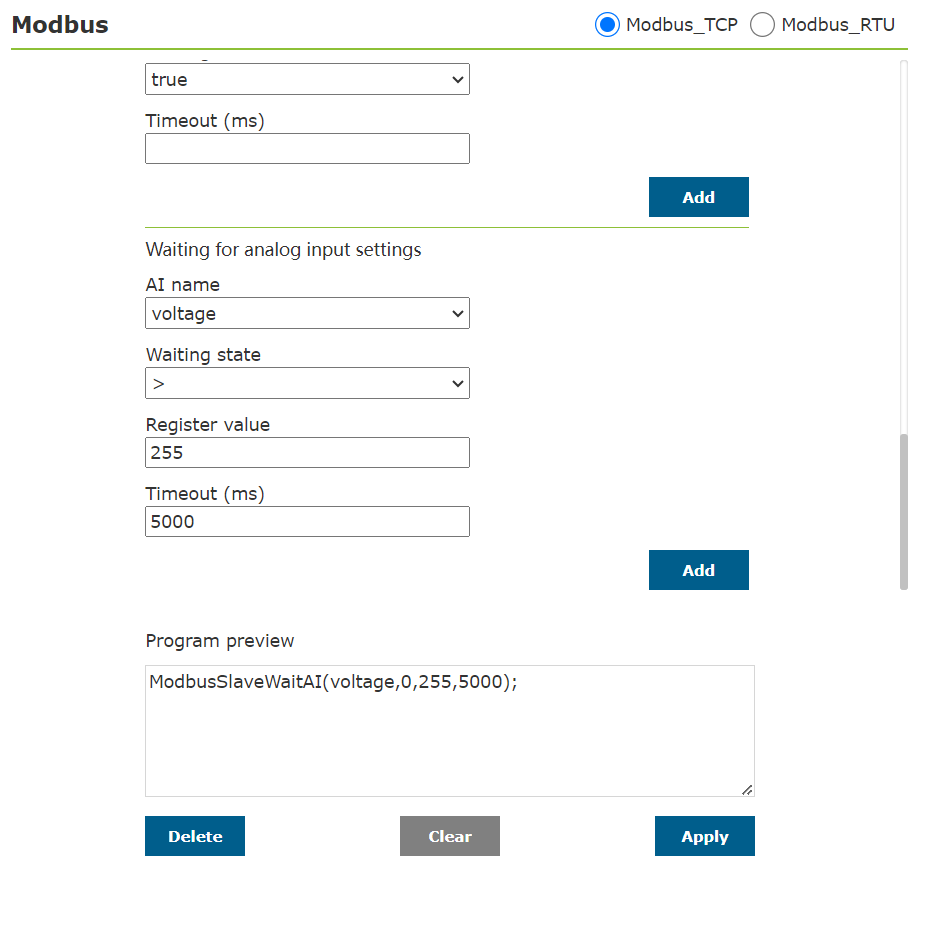 Modbus
Modbus_TCP
Modbus_RTU
true
Timeout (ms)
Add
Waiting for analog input settings
AI name
voltage
Waiting state
>
Register value
255
Timeout (ms)
5000
Add
Program preview
ModbusSlaveWaitAI(voltage,0,255,5000);
Delete
Clear
Apply